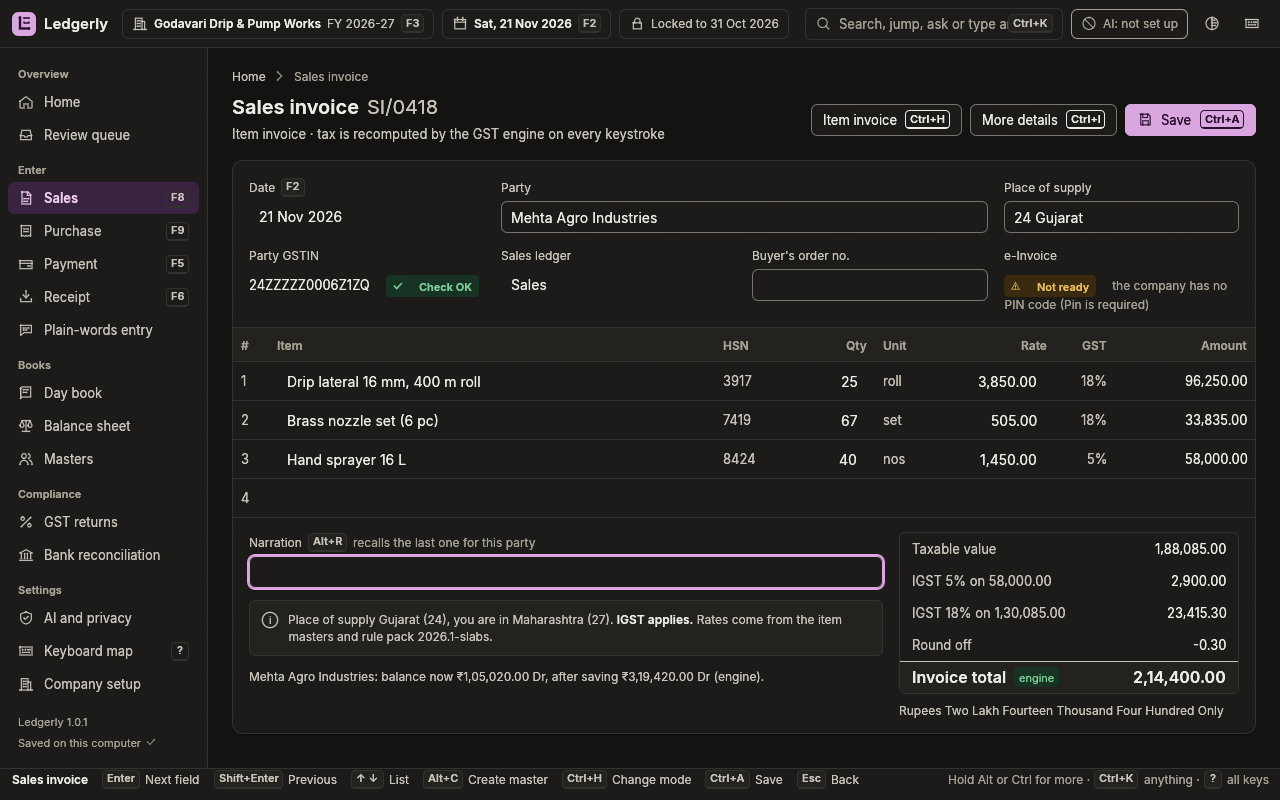 Ledgerly
Godavari Drip & Pump Works FY 2026-27 F3
Sat, 21 Nov 2026 F2
Locked to 31 Oct 2026
Search, jump, ask or type a Ctrl+K
AI: not set up
Overview
Home
Review queue
Enter
Sales F8
Purchase F9
Payment F5
Receipt F6
Plain-words entry
Books
Day book
Balance sheet
Masters
Compliance
GST returns
Bank reconciliation
Settings
AI and privacy
Keyboard map ?
Company setup
Ledgerly 1.0.1
Saved on this computer
Home Sales invoice
Sales invoice SI/0418
Item invoice · tax is recomputed by the GST engine on every keystroke
Item invoice Ctrl+H
More details Ctrl+I
Save Ctrl+A
Date F2 Party Place of supply
21 Nov 2026 Mehta Agro Industries 24 Gujarat
Party GSTIN Sales ledger Buyer's order no. e-Invoice
24ZZZZZ0006Z1ZQ Check OK Sales Not ready the company has no
PIN code (Pin is required)
# Item HSN Qty Unit Rate GST Amount
1 Drip lateral 16 mm, 400 m roll 3917 25 roll 3,850.00 18% 96,250.00
2 Brass nozzle set (6 pc) 7419 67 set 505.00 18% 33,835.00
3 Hand sprayer 16 L 8424 40 nos 1,450.00 5% 58,000.00
4
Narration Alt+R recalls the last one for this party
Place of supply Gujarat (24), you are in Maharashtra (27). IGST applies. Rates come from the item
masters and rule pack 2026.1-slabs.
Mehta Agro Industries: balance now ₹1,05,020.00 Dr, after saving ₹3,19,420.00 Dr (engine).
Taxable value 1,88,085.00
IGST 5% on 58,000.00 2,900.00
IGST 18% on 1,30,085.00 23,415.30
Round off -0.30
Invoice total engine 2,14,400.00
Rupees Two Lakh Fourteen Thousand Four Hundred Only
Sales invoice Enter Next field Shift+Enter Previous ↑ ↓ List Alt+C Create master Ctrl+H Change mode Ctrl+A Save Esc Back Hold Alt or Ctrl for more · Ctrl+K anything · ? all keys